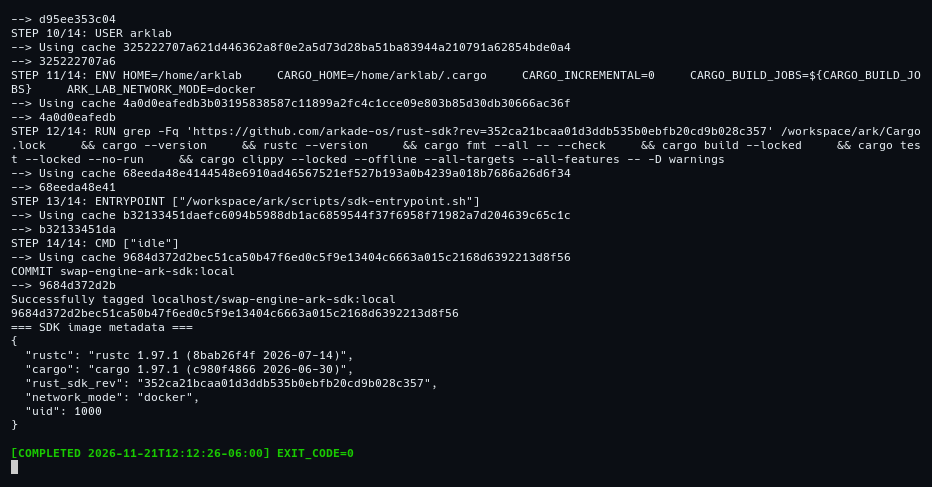 --> d95ee353c04
STEP 10/14: USER arklab
--> Using cache 325222707a621d446362a8f0e2a5d73d28ba51ba83944a210791a62854bde0a4
--> 325222707a6
STEP 11/14: ENV HOME=/home/arklab     CARGO_HOME=/home/arklab/.cargo     CARGO_INCREMENTAL=0     CARGO_BUILD_JOBS=${CARGO_BUILD_JO
BS}     ARK_LAB_NETWORK_MODE=docker
--> Using cache 4a0d0eafedb3b03195838587c11899a2fc4c1cce09e803b85d30db30666ac36f
--> 4a0d0eafedb
STEP 12/14: RUN grep -Fq 'https://github.com/arkade-os/rust-sdk?rev=352ca21bcaa01d3ddb535b0ebfb20cd9b028c357' /workspace/ark/Cargo
.lock     && cargo --version     && rustc --version     && cargo fmt --all -- --check     && cargo build --locked     && cargo tes
t --locked --no-run     && cargo clippy --locked --offline --all-targets --all-features -- -D warnings
--> Using cache 68eeda48e4144548e6910ad46567521ef527b193a0b4239a018b7686a26d6f34
--> 68eeda48e41
STEP 13/14: ENTRYPOINT ["/workspace/ark/scripts/sdk-entrypoint.sh"]
--> Using cache b32133451daefc6094b5988db1ac6859544f37f6958f71982a7d204639c65c1c
--> b32133451da
STEP 14/14: CMD ["idle"]
--> Using cache 9684d372d2bec51ca50b47f6ed0c5f9e13404c6663a015c2168d6392213d8f56
COMMIT swap-engine-ark-sdk:local
--> 9684d372d2b
Successfully tagged localhost/swap-engine-ark-sdk:local
9684d372d2bec51ca50b47f6ed0c5f9e13404c6663a015c2168d6392213d8f56
=== SDK image metadata ===
{
  "rustc": "rustc 1.97.1 (8bab26f4f 2026-07-14)",
  "cargo": "cargo 1.97.1 (c980f4866 2026-06-30)",
  "rust_sdk_rev": "352ca21bcaa01d3ddb535b0ebfb20cd9b028c357",
  "network_mode": "docker",
  "uid": 1000
}
[COMPLETED 2026-11-21T12:12:26-06:00] EXIT_CODE=0